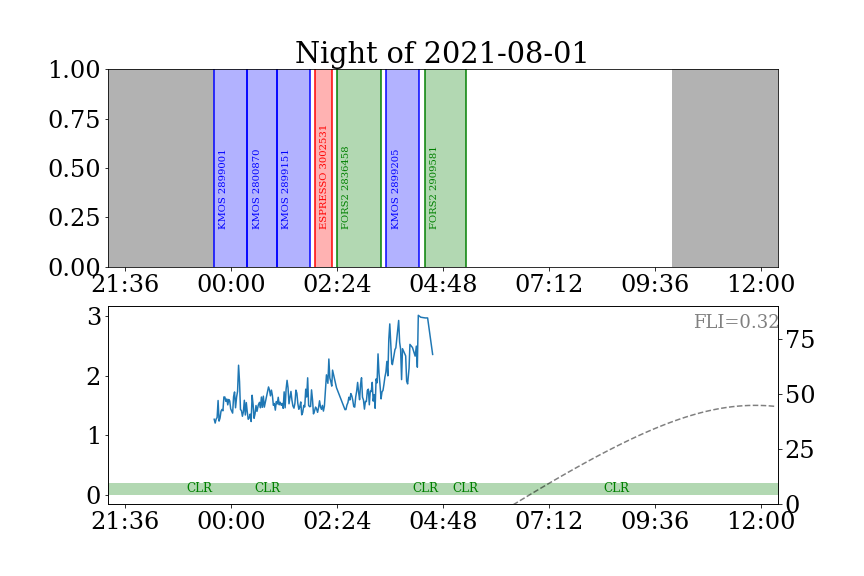 Night of 2021-08-01
1.00
0.75
0.50
0.25
0.00
KMOS 2899001
KMOS 2800870
KMOS 2899151
ESPRESSO 3002531
FORS2 2836458
KMOS 2899205
FORS2 2909581
21:36 00:00 02:24 04:48 07:12 09:36 12:00
FLI=0.32
3
2
1
0
75
50
25
0
CLR CLR CLR CLR CLR
21:36 00:00 02:24 04:48 07:12 09:36 12:00